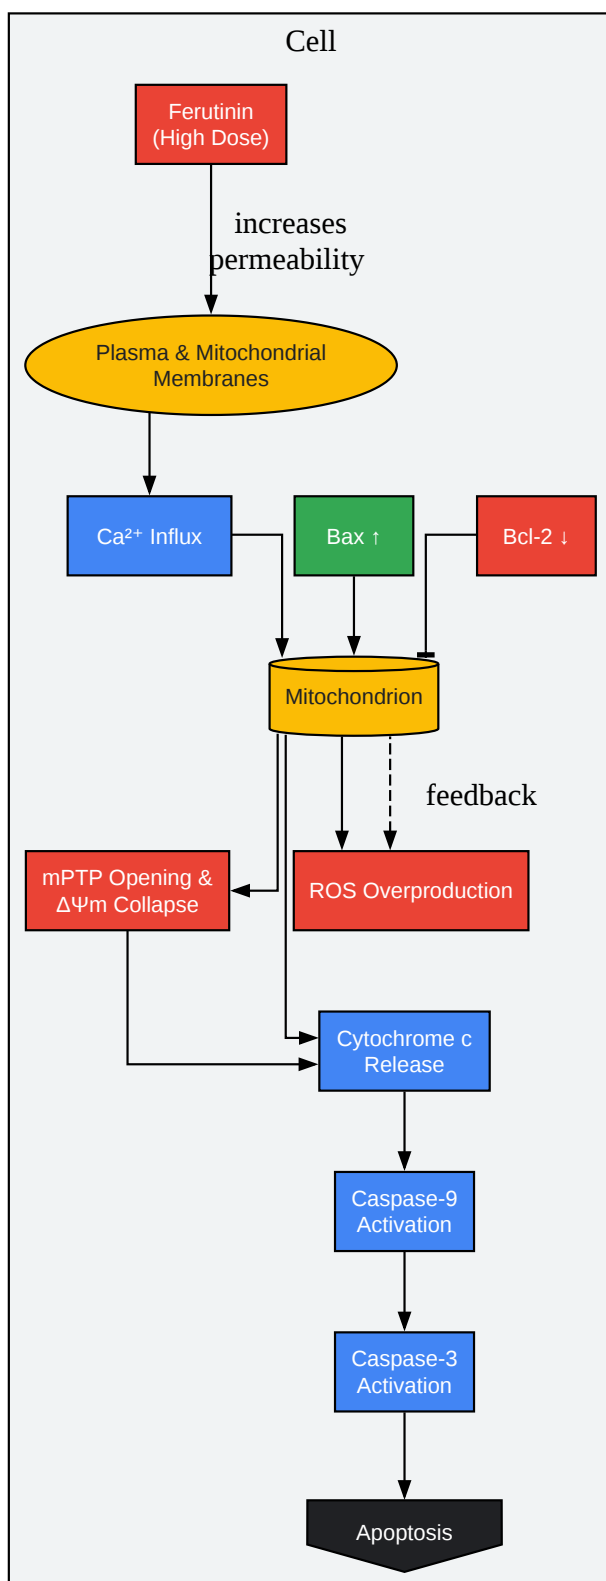 Cell
Ferutinin
(High Dose)
increases
permeability
Plasma & Mitochondrial
Membranes
Ca²⁺ Influx
Bax ↑
Bcl-2 ↓
Mitochondrion
feedback
mPTP Opening &
ΔΨm Collapse
ROS Overproduction
Cytochrome c
Release
Caspase-9
Activation
Caspase-3
Activation
Apoptosis